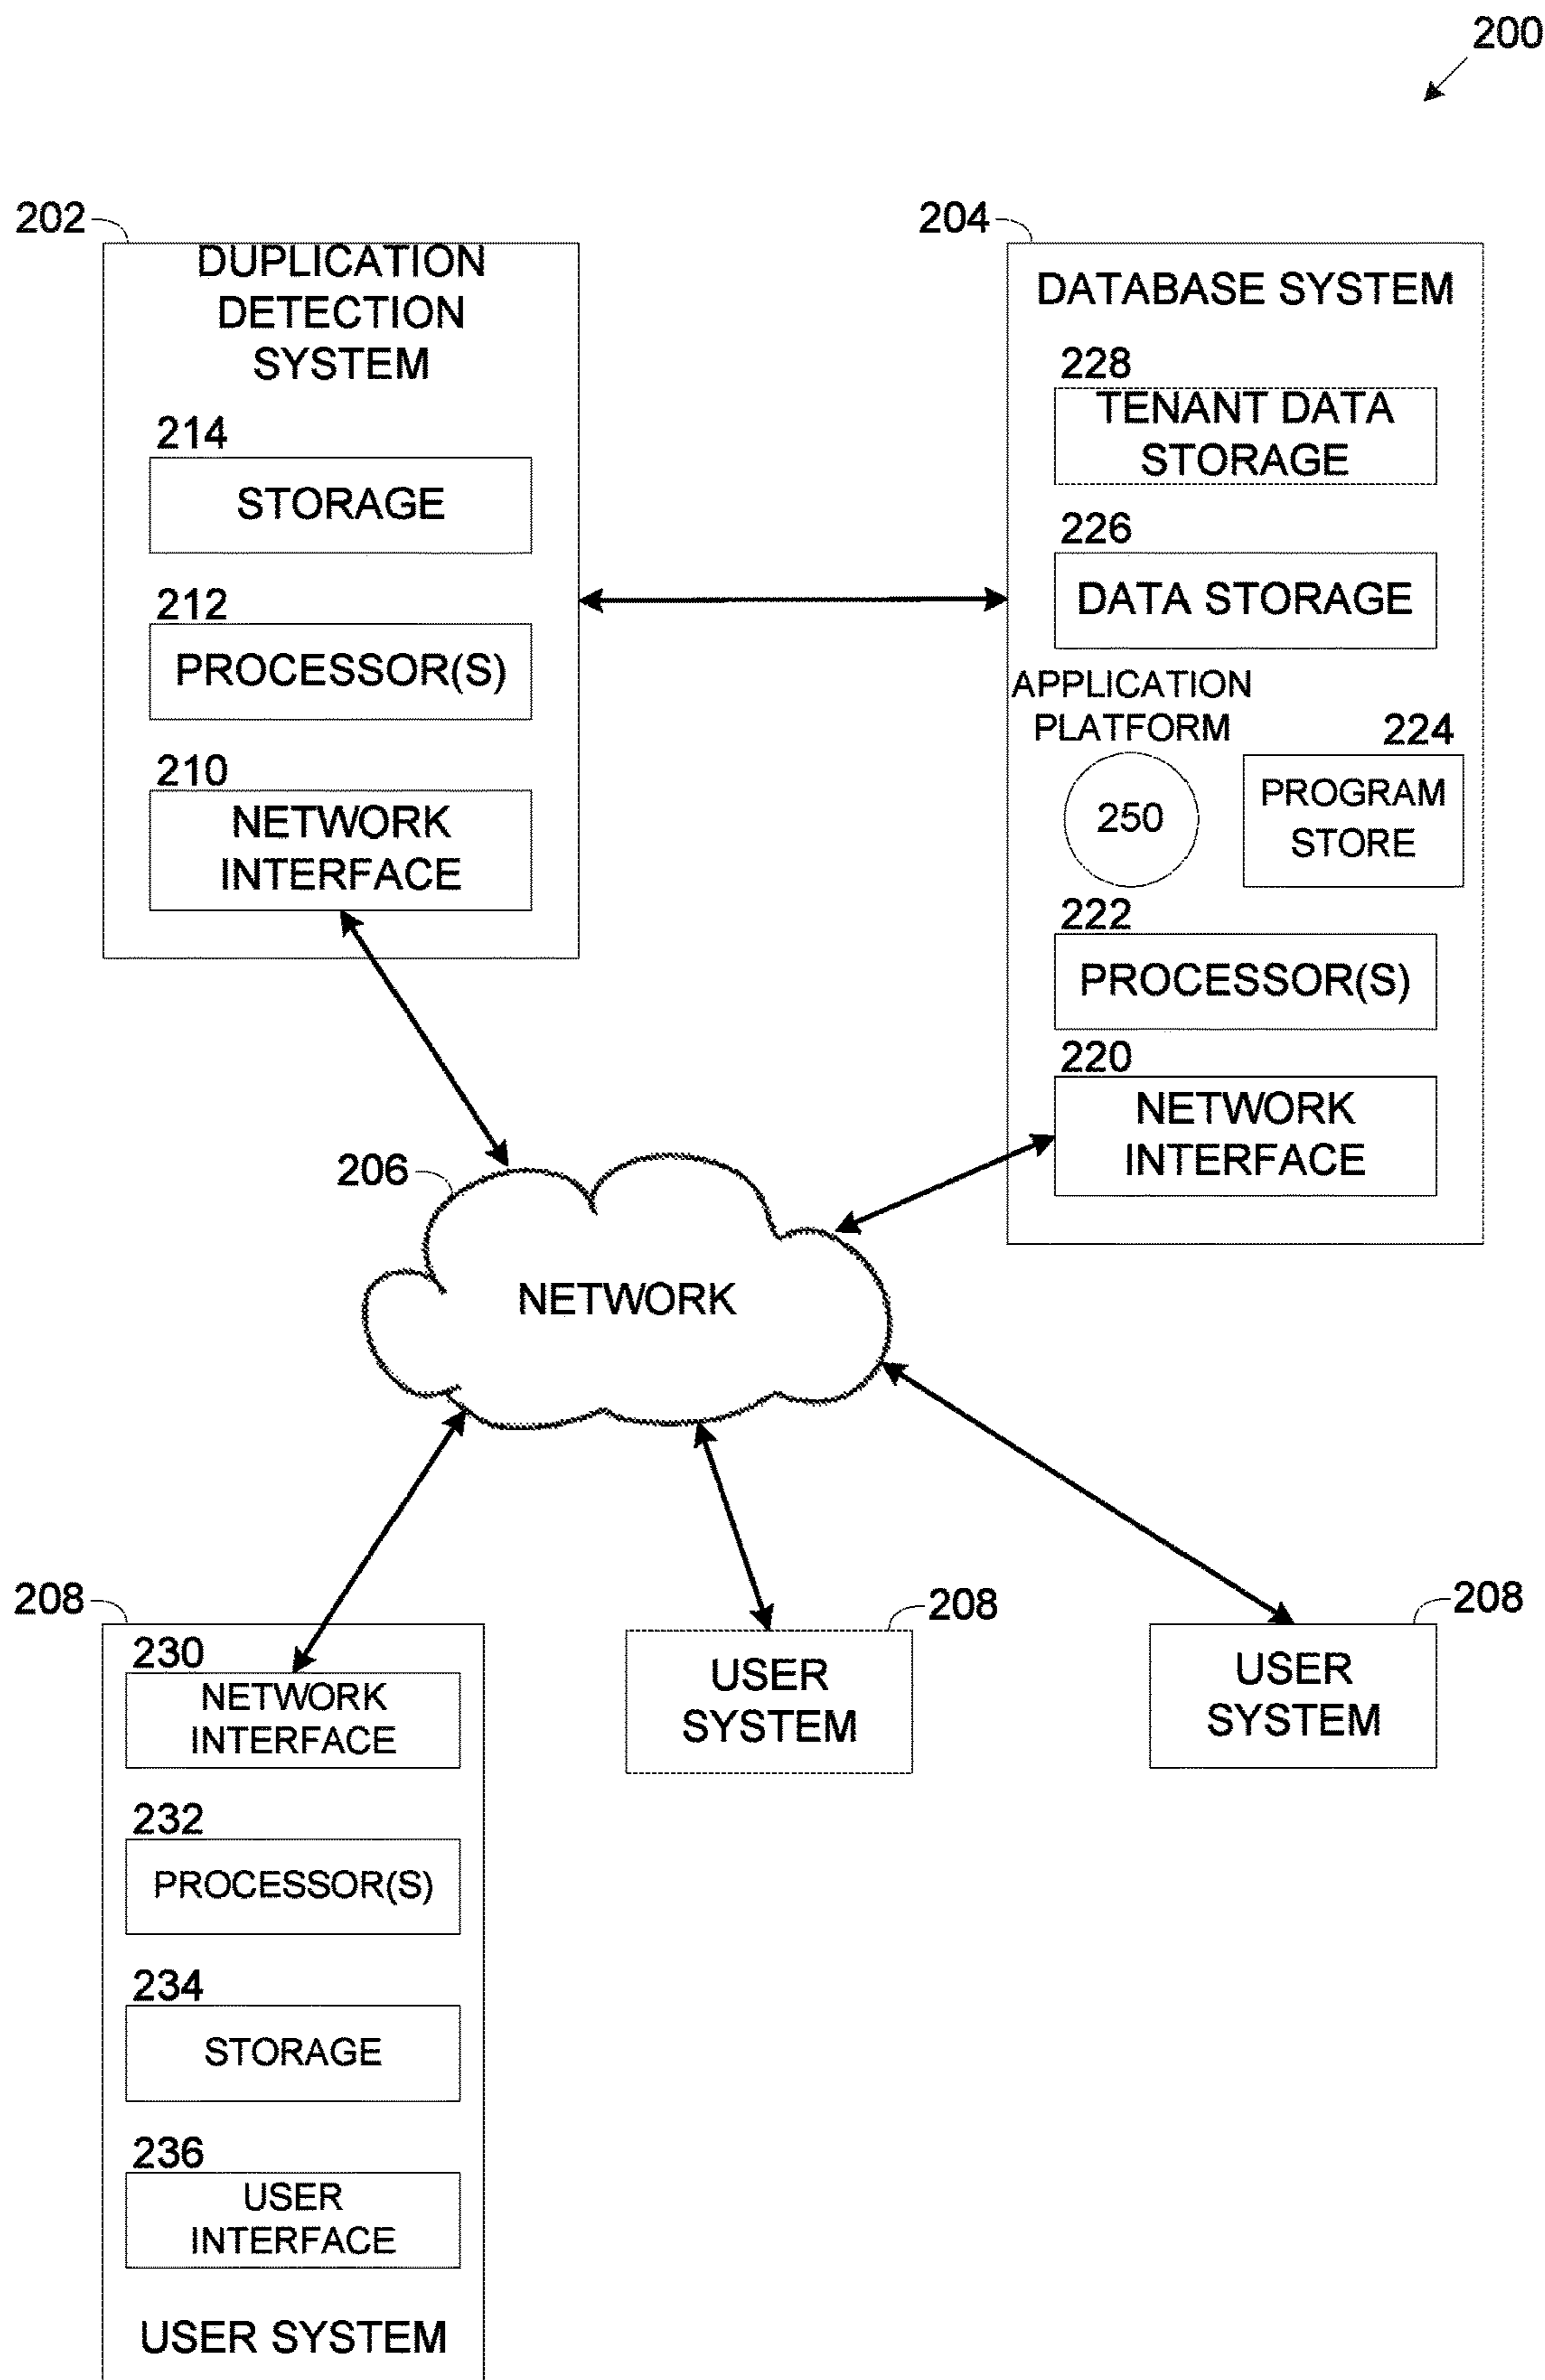 200
202
DUPLICATION
DETECTION
SYSTEM
214
STORAGE
212
PROCESSOR(S)
210
NETWORK
INTERFACE
204
DATABASE SYSTEM
228
TENANT DATA
STORAGE
226
DATA STORAGE
APPLICATION
PLATFORM
250
224
PROGRAM
STORE
222
PROCESSOR(S)
220
NETWORK
INTERFACE
206
NETWORK
208
230
NETWORK
INTERFACE
232
PROCESSOR(S)
234
STORAGE
236
USER
INTERFACE
USER SYSTEM
208
USER
SYSTEM
208
USER
SYSTEM